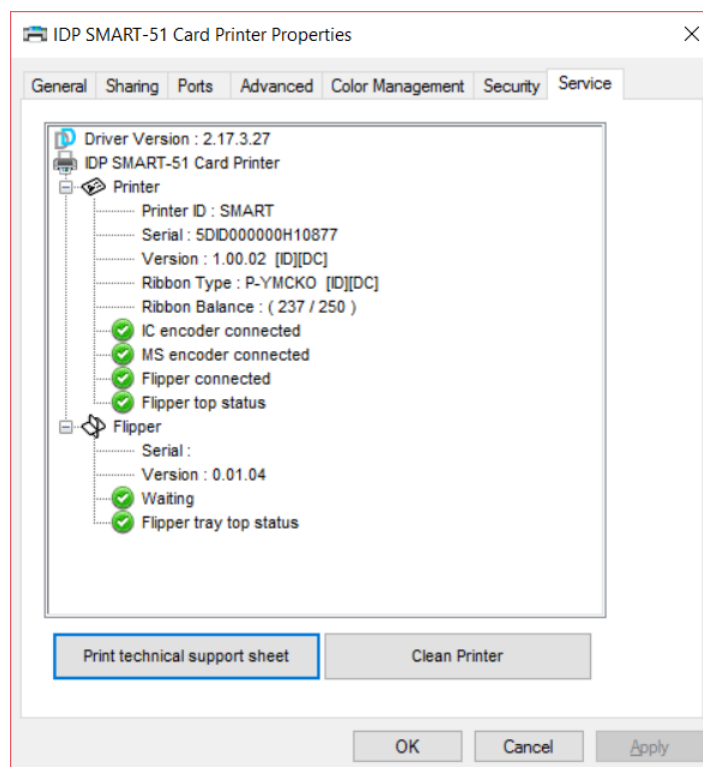 IDP SMART-51 Card Printer Properties
General Sharing Ports Advanced Color Management Security Service
Driver Version : 2.17.3.27
IDP SMART-51 Card Printer
Printer
Printer ID : SMART
Serial : 5DID000000H10877
Version : 1.00.02 [ID][DC]
Ribbon Type : P-YMCKO [ID][DC]
Ribbon Balance : ( 237 / 250 )
IC encoder connected
MS encoder connected
Flipper connected
Flipper top status
Flipper
Serial :
Version : 0.01.04
Waiting
Flipper tray top status
Print technical support sheet Clean Printer
OK Cancel Apply